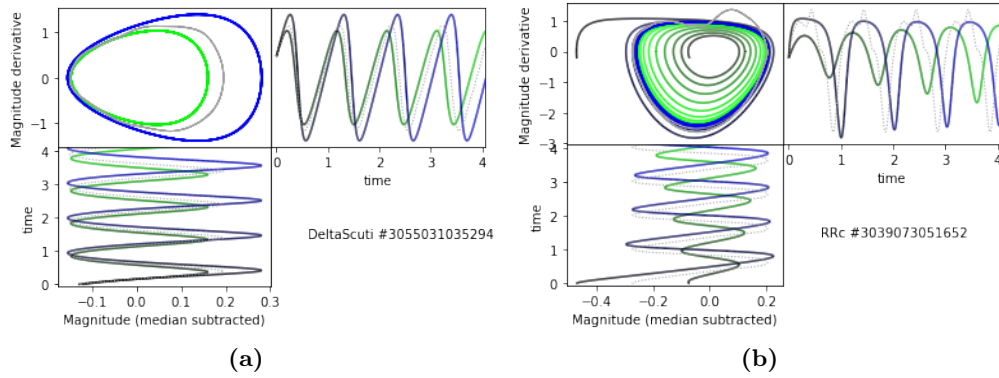 Magnitude derivative
1
0
−1
0 1 2 3 4
time
time
4
3
2
1
0
−0.1 0.0 0.1 0.2 0.3
Magnitude (median subtracted)
DeltaScuti #3055031035294
(a)
Magnitude derivative
1
0
−1
−2
−3
0 1 2 3 4
time
time
4
3
2
1
0
−0.4 −0.2 0.0 0.2
Magnitude (median subtracted)
RRc #3039073051652
(b)